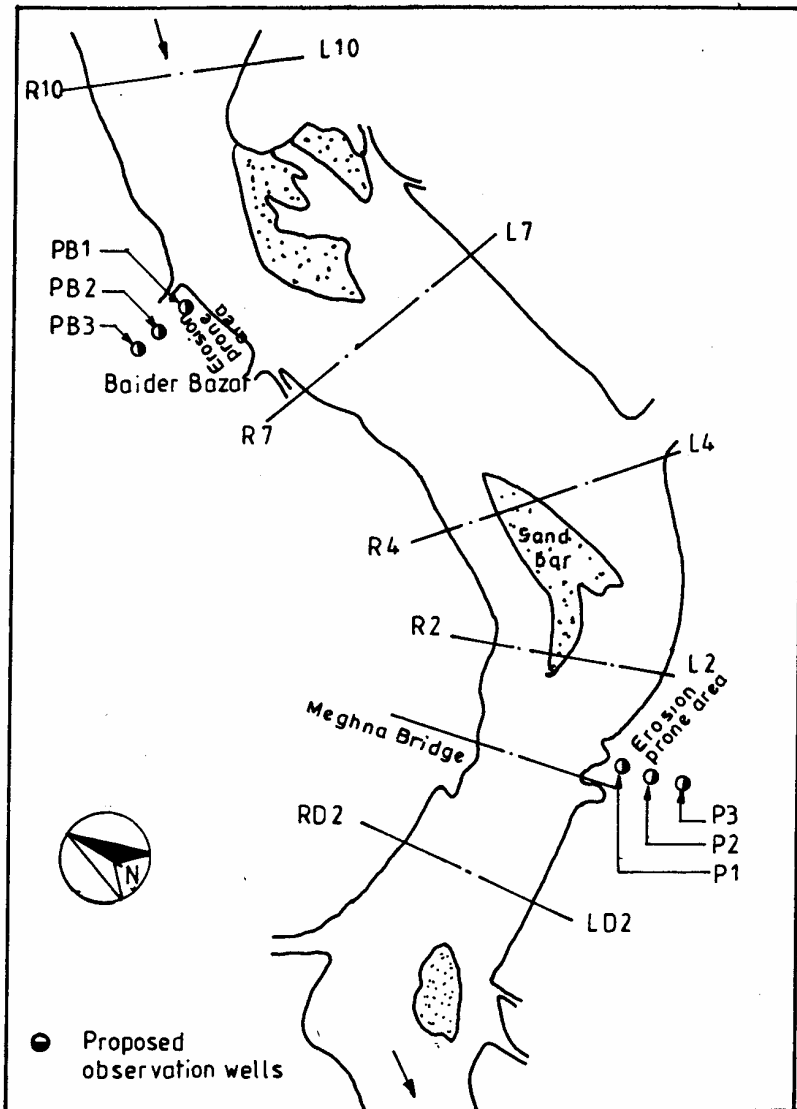 L10
R10
L7
PB1
PB2
PB3
Erosion
prone
area
Baider Bazar
R7
L4
R4
Sand
Bar
R2
L2
Erosion
prone area
Meghna Bridge
P3
P2
P1
RD2
LD2
N
Proposed
observation wells